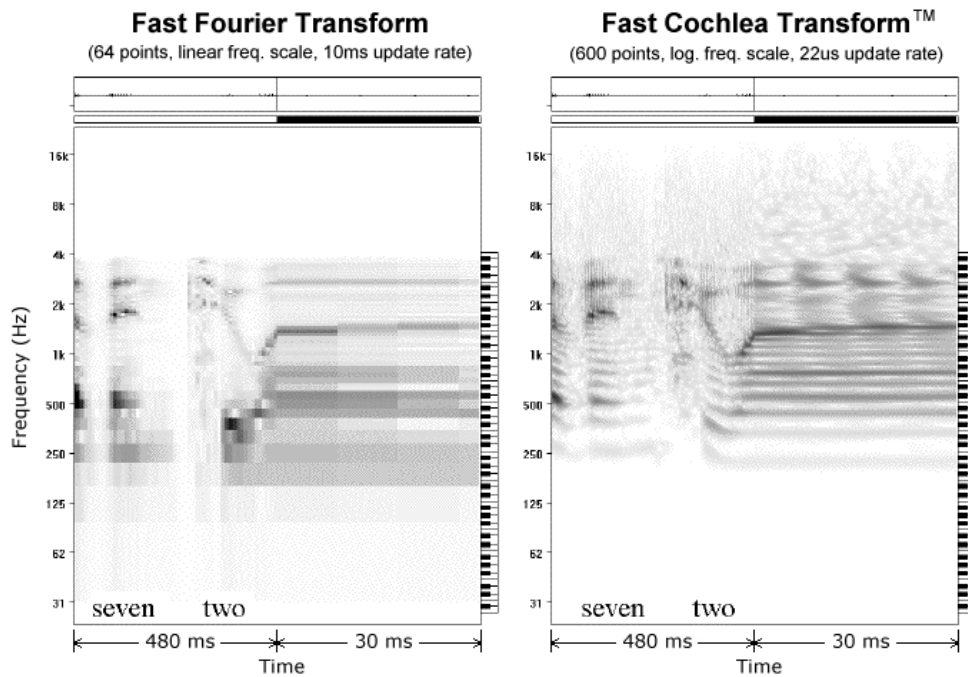 Fast Fourier Transform
(64 points, linear freq. scale, 10ms update rate)
Fast Cochlea Transform™
(600 points, log. freq. scale, 22us update rate)
Frequency (Hz)
15k
8k
4k
2k
1k
500
250
125
62
31
seven two
480 ms 30 ms
Time
15k
8k
4k
2k
1k
500
250
125
62
31
seven two
480 ms 30 ms
Time